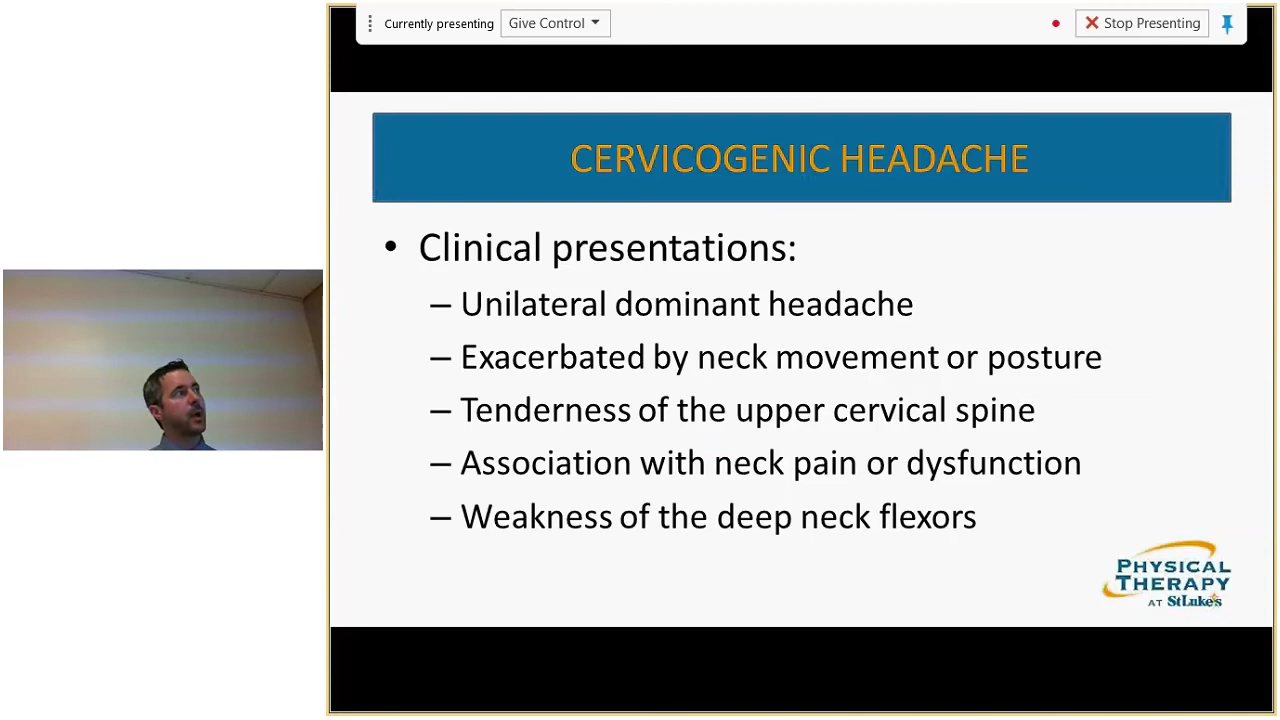 Currently presenting Give Control Stop Presenting
CERVICOGENIC HEADACHE
• Clinical presentations:
– Unilateral dominant headache
– Exacerbated by neck movement or posture
– Tenderness of the upper cervical spine
– Association with neck pain or dysfunction
– Weakness of the deep neck flexors
PHYSICAL
THERAPY
AT StLuke's